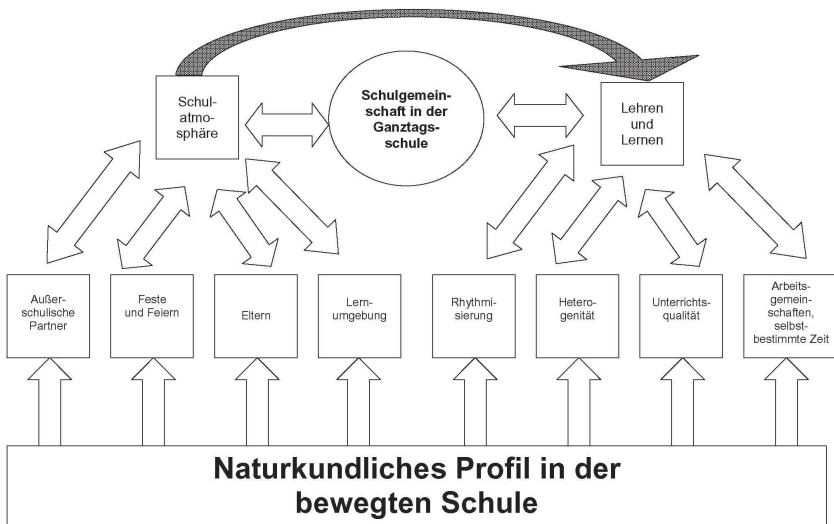 Schul-
atmo-
sphäre
Schulgemein-
schaft in der
Ganztags-
schule
Lehren
und
Lernen
Außer-
schulische
Partner
Feste
und Feiern
Eltern
Lern-
umgebung
Rhythmi-
sierung
Hetero-
genität
Unterrichts-
qualität
Arbeits-
gemein-
schaften,
selbst-
bestimmte Zeit
Naturkundliches Profil in der
bewegten Schule